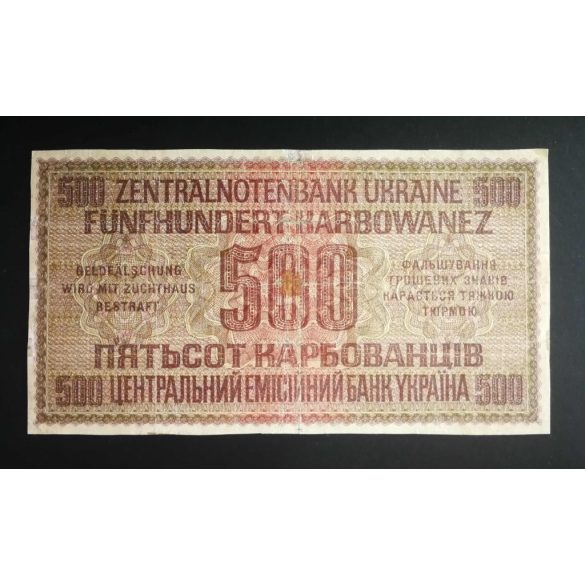 500 ZENTRALNOTENBANK UKRAINE 500
FÜNFHUNDERT KARBOWANEZ
GELDFÄLSCHUNG
WIRD MIT ZUCHTHAUS
BESTRAFT
500
ФАЛЬШУВАННЯ
ГРОШЕВИХ ЗНАКІВ
КАРАЄТЬСЯ ТЯЖКОЮ
ТЮРМОЮ
ПЯТЬСОТ КАРБОВАНЦІВ
500 ЦЕНТРАЛЬНИЙ ЕМІСІЙНИЙ БАНК УКРАЇНА 500